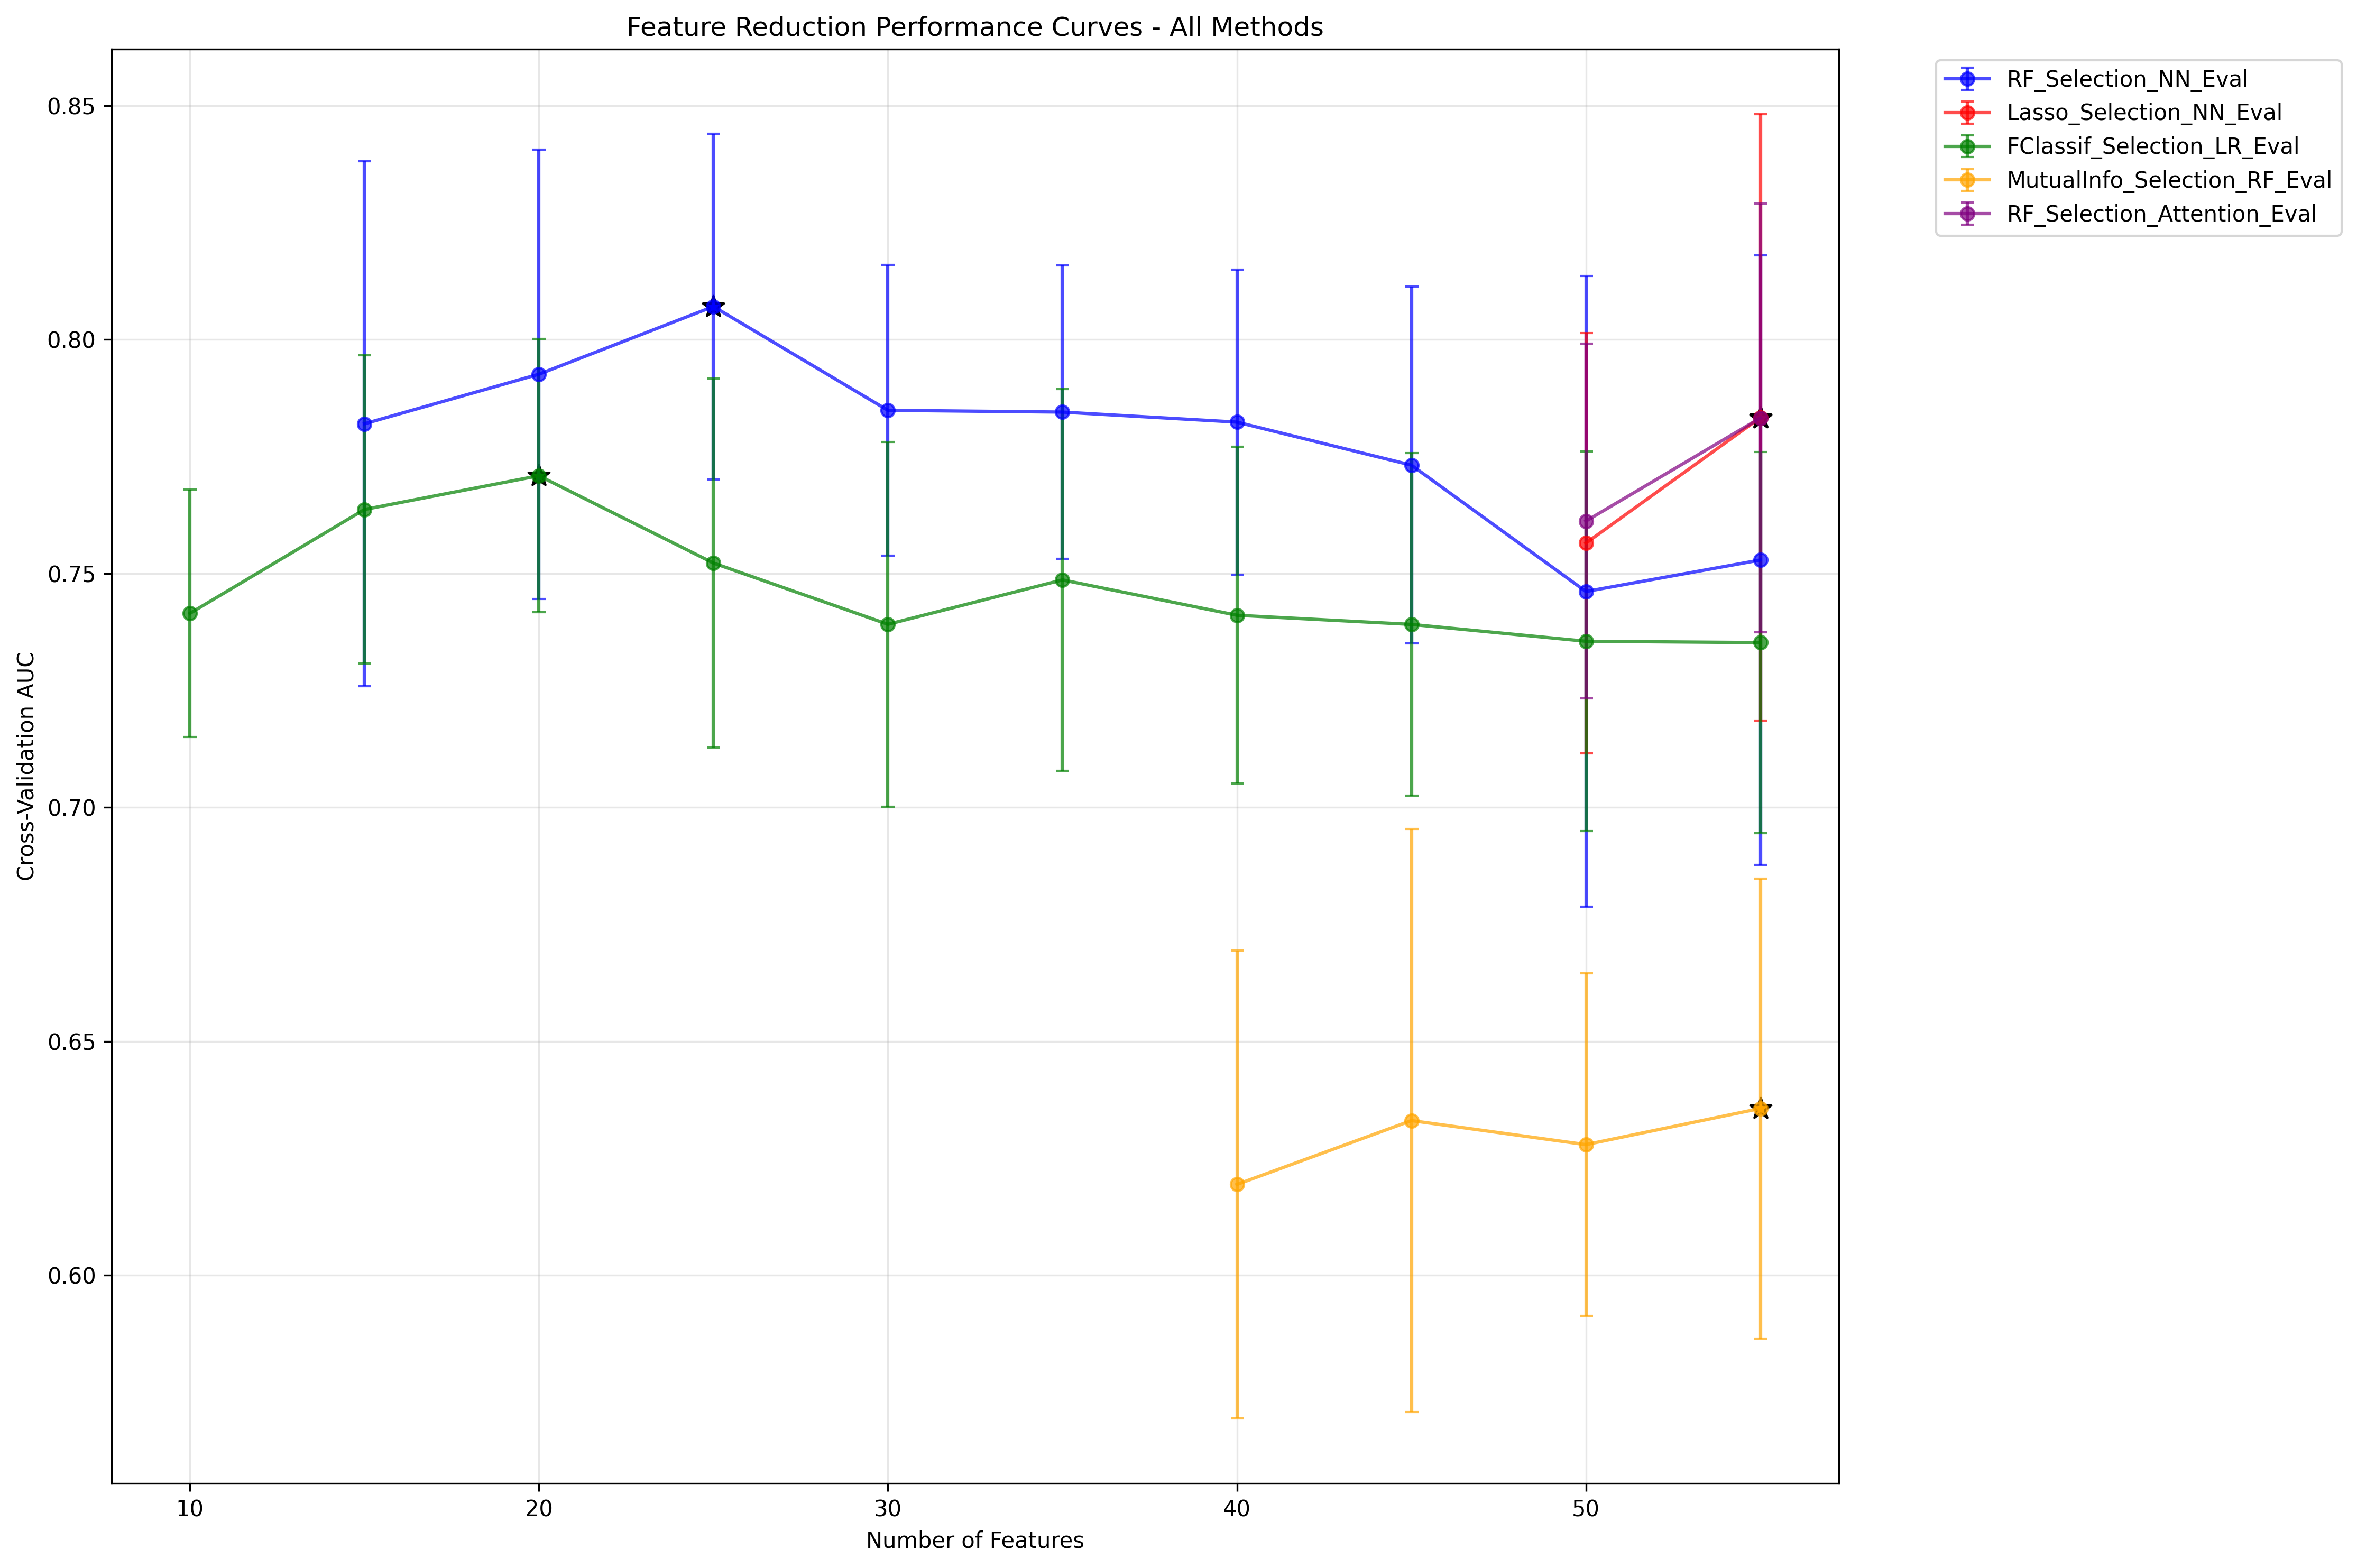 Feature Reduction Performance Curves - All Methods
RF_Selection_NN_Eval
Lasso_Selection_NN_Eval
FClassif_Selection_LR_Eval
MutualInfo_Selection_RF_Eval
RF_Selection_Attention_Eval
Cross-Validation AUC
0.85
0.80
0.75
0.70
0.65
0.60
10
20
30
40
50
Number of Features